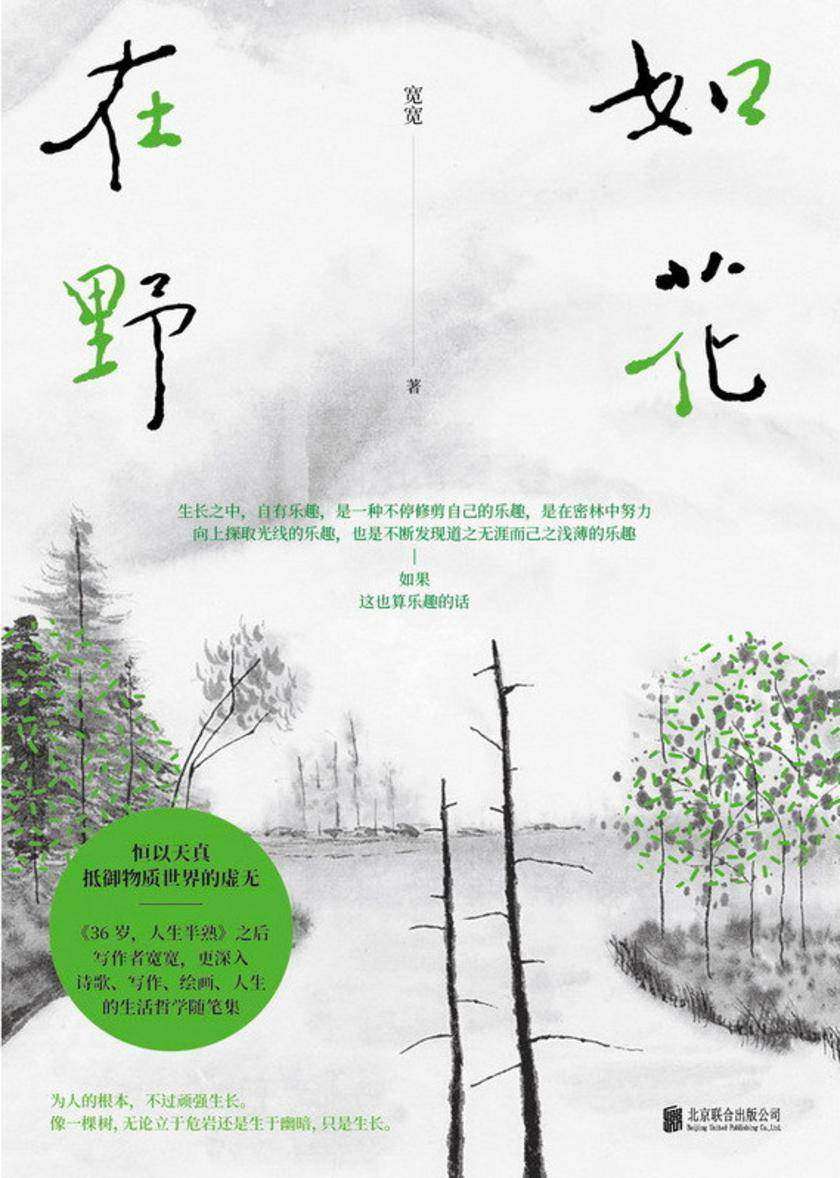 如花
在野
宽宽
著
生长之中，自有乐趣，是一种不停修剪自己的乐趣，是在密林中努力
向上探取光线的乐趣，也是不断发现道之无涯而己之浅薄的乐趣
如果
这也算乐趣的话
恒以天真
抵御物质世界的虚无
《36 岁，人生半熟》之后
写作者宽宽，更深入
诗歌、写作、绘画、人生
的生活哲学随笔集
为人的根本，不过顽强生长。
像一棵树，无论立于危岩还是生于幽暗，只是生长。
北京联合出版公司
Beijing United Publishing Co.,Ltd.